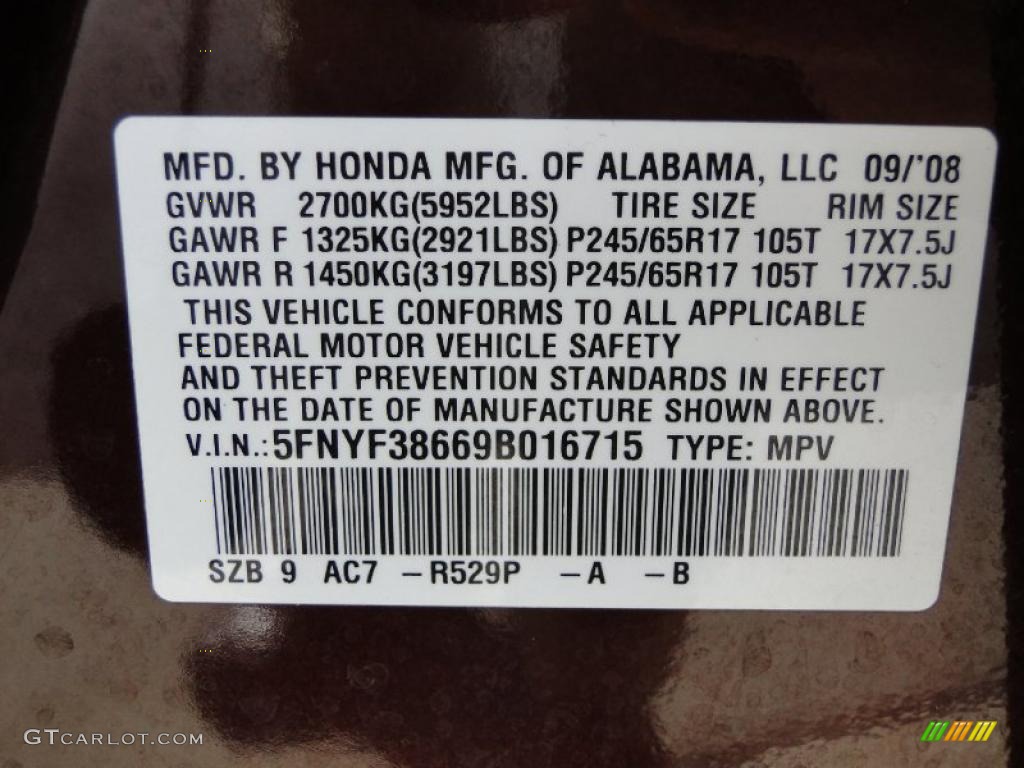 MFD. BY HONDA MFG. OF ALABAMA, LLC 09/'08
GVWR 2700KG(5952LBS) TIRE SIZE RIM SIZE
GAWR F 1325KG(2921LBS) P245/65R17 105T 17X7.5J
GAWR R 1450KG(3197LBS) P245/65R17 105T 17X7.5J
THIS VEHICLE CONFORMS TO ALL APPLICABLE
FEDERAL MOTOR VEHICLE SAFETY
AND THEFT PREVENTION STANDARDS IN EFFECT
ON THE DATE OF MANUFACTURE SHOWN ABOVE.
V.I.N.: 5FNYF38669B016715 TYPE: MPV
SZB 9 AC7 –R529P –A –B
GTCARLOT.COM